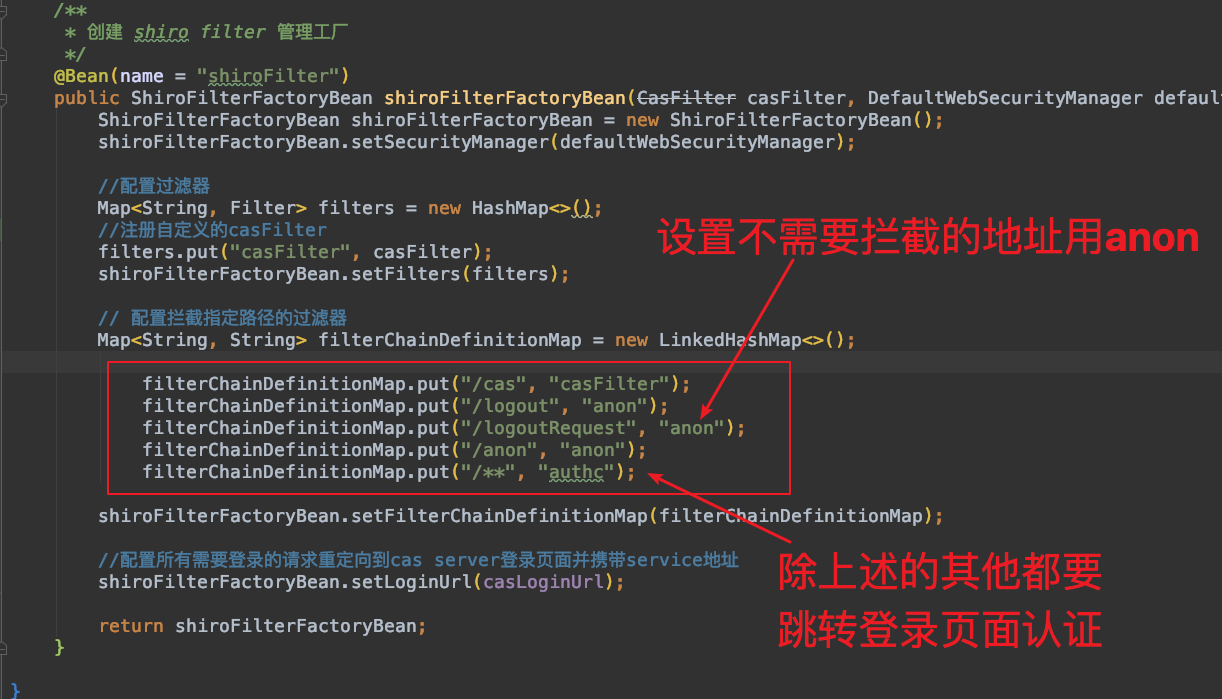 /**
 * 创建 shiro filter 管理工厂
 */
@Bean(name = "shiroFilter")
public ShiroFilterFactoryBean shiroFilterFactoryBean(CasFilter casFilter, DefaultWebSecurityManager default
ShiroFilterFactoryBean shiroFilterFactoryBean = new ShiroFilterFactoryBean();
shiroFilterFactoryBean.setSecurityManager(defaultWebSecurityManager);
//配置过滤器
Map<String, Filter> filters = new HashMap<>();
//注册自定义的casFilter
filters.put("casFilter", casFilter);
shiroFilterFactoryBean.setFilters(filters);
设置不需要拦截的地址用anon
// 配置拦截指定路径的过滤器
Map<String, String> filterChainDefinitionMap = new LinkedHashMap<>();
filterChainDefinitionMap.put("/cas", "casFilter");
filterChainDefinitionMap.put("/logout", "anon");
filterChainDefinitionMap.put("/logoutRequest", "anon");
filterChainDefinitionMap.put("/anon", "anon");
filterChainDefinitionMap.put("/**", "authc");
shiroFilterFactoryBean.setFilterChainDefinitionMap(filterChainDefinitionMap);
//配置所有需要登录的请求重定向到cas server登录页面并携带service地址
shiroFilterFactoryBean.setLoginUrl(casLoginUrl);
除上述的其他都要
跳转登录页面认证
return shiroFilterFactoryBean;
}
}